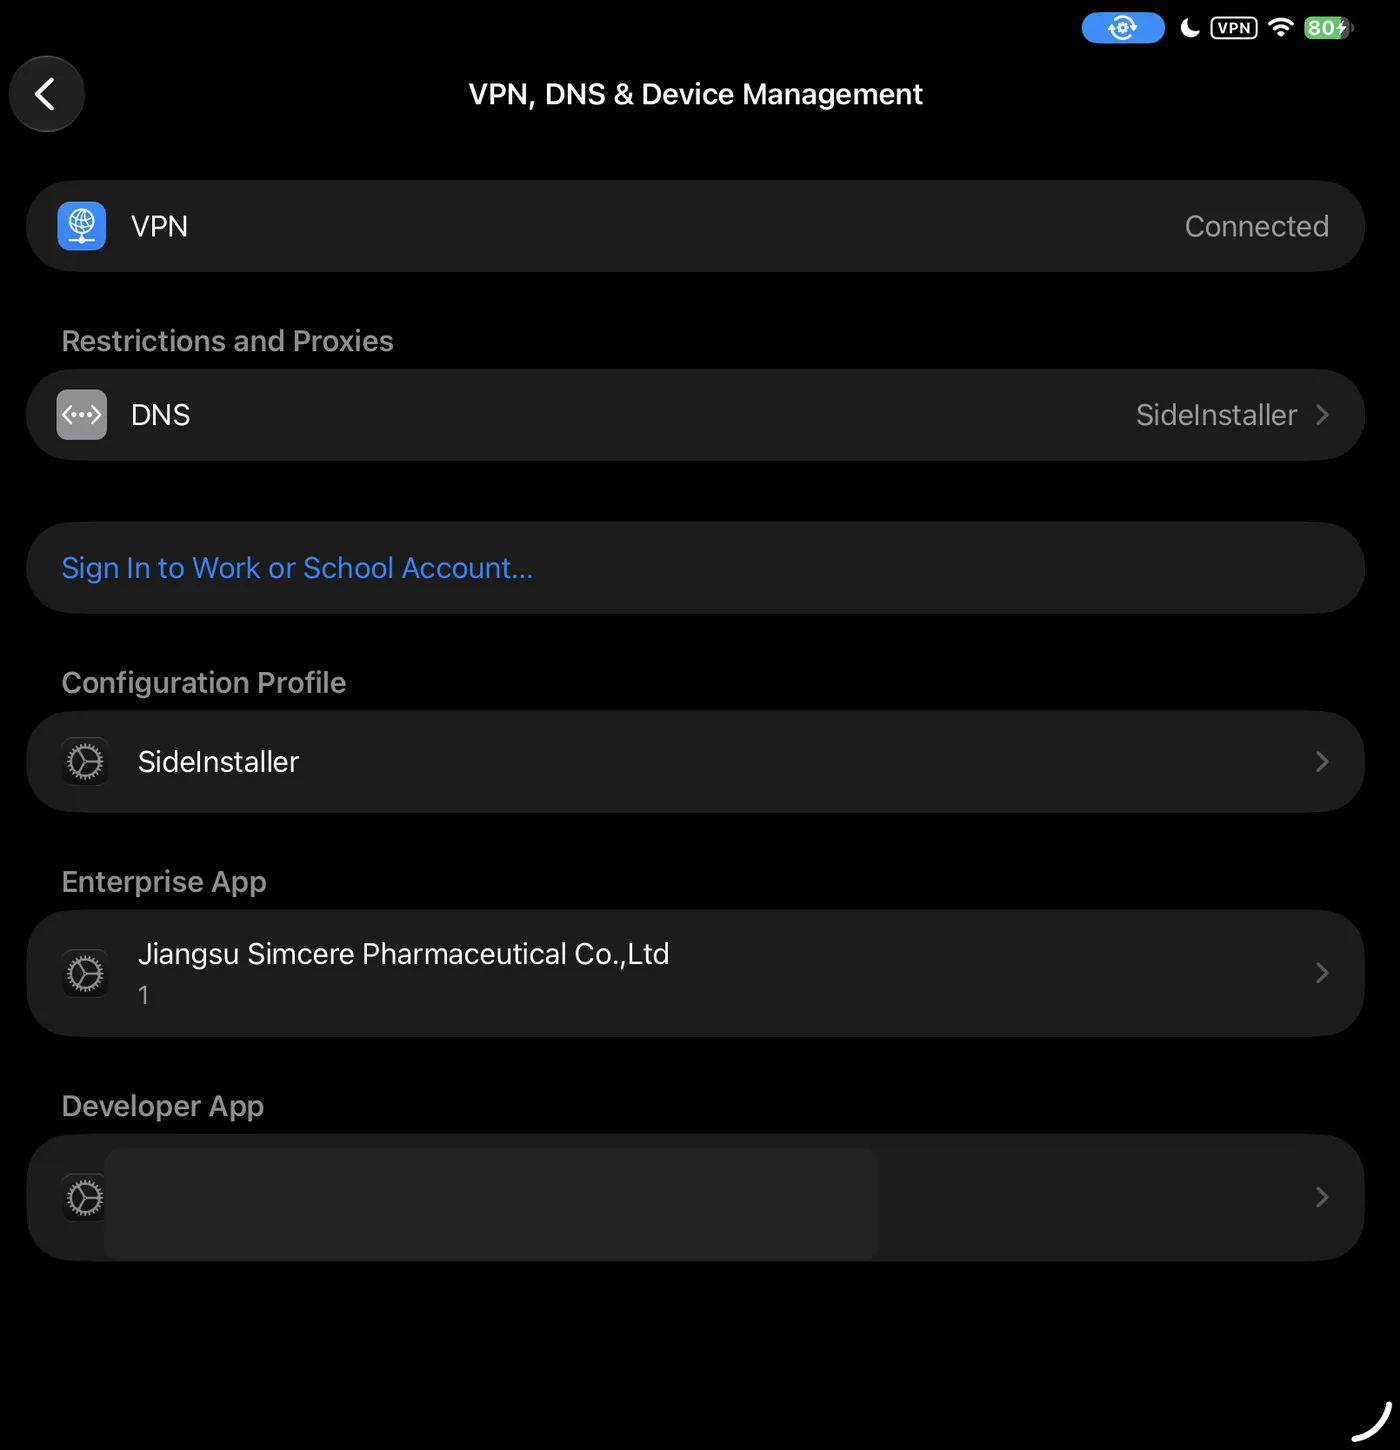 VPN
80
VPN, DNS & Device Management
VPN
Connected
Restrictions and Proxies
DNS
SideInstaller
Sign In to Work or School Account...
Configuration Profile
SideInstaller
Enterprise App
Jiangsu Simcere Pharmaceutical Co.,Ltd
1
Developer App